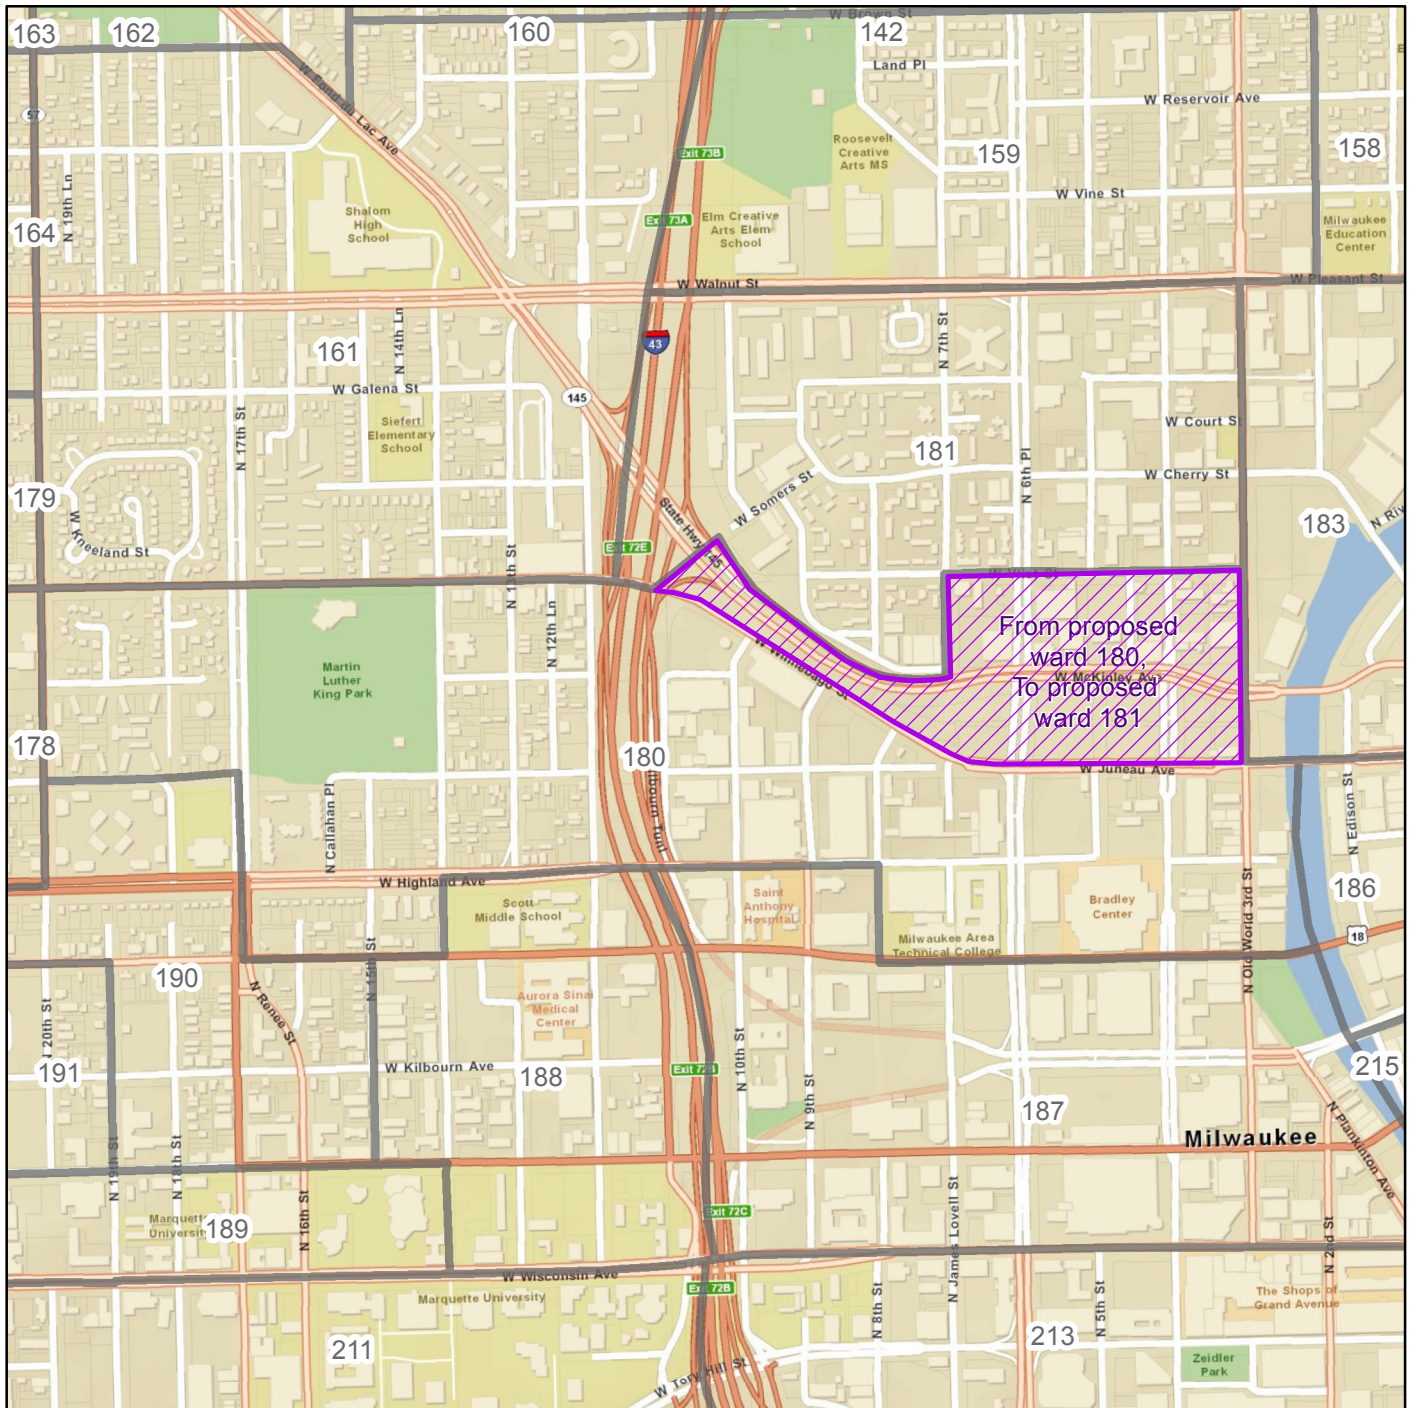 163
162
160
142
W Brown St
Land Pl
57
W Fond du Lac Ave
W Reservoir Ave
Exit 73B
Roosevelt
Creative
Arts MS
159
158
N 19th Ln
W Vine St
Shalom
High
School
164
Exit 73A
Elm Creative
Arts Elem
School
Milwaukee
Education
Center
W Walnut St
W Pleasant St
N 14th Ln
161
43
N 7th St
W Galena St
145
N 17th St
Siefert
Elementary
School
W Court St
181
N 6th Pl
W Cherry St
179
W Somers St
W Kneeland St
State Hwy 145
183
N Riv
Exit 72E
N 13th St
W Vliet St
N 12th Ln
From proposed
ward 180,
To proposed
ward 181
W McKinley Ave
W Winnebago St
Martin
Luther
King Park
178
180
W Juneau Ave
N Callahan Pl
N Edison St
W Highland Ave
Scott
Middle School
Saint
Anthony
Hospital
Bradley
Center
N Old World 3rd St
186
18
Milwaukee Area
Technical College
N 15th St
190
N Renee St
Aurora Sinai
Medical
Center
N 20th St
191
W Kilbourn Ave
188
Exit 72B
N 10th St
N 9th St
215
187
Milwaukee
N Plankinton Ave
N 19th St
N 18th St
N 16th St
Marquette
University
189
Exit 72C
N James Lovell St
N 2nd St
W Wisconsin Ave
Marquette University
Exit 72B
N 8th St
N 5th St
The Shops of
Grand Avenue
211
213
W Tory Hill St
Zeidler
Park